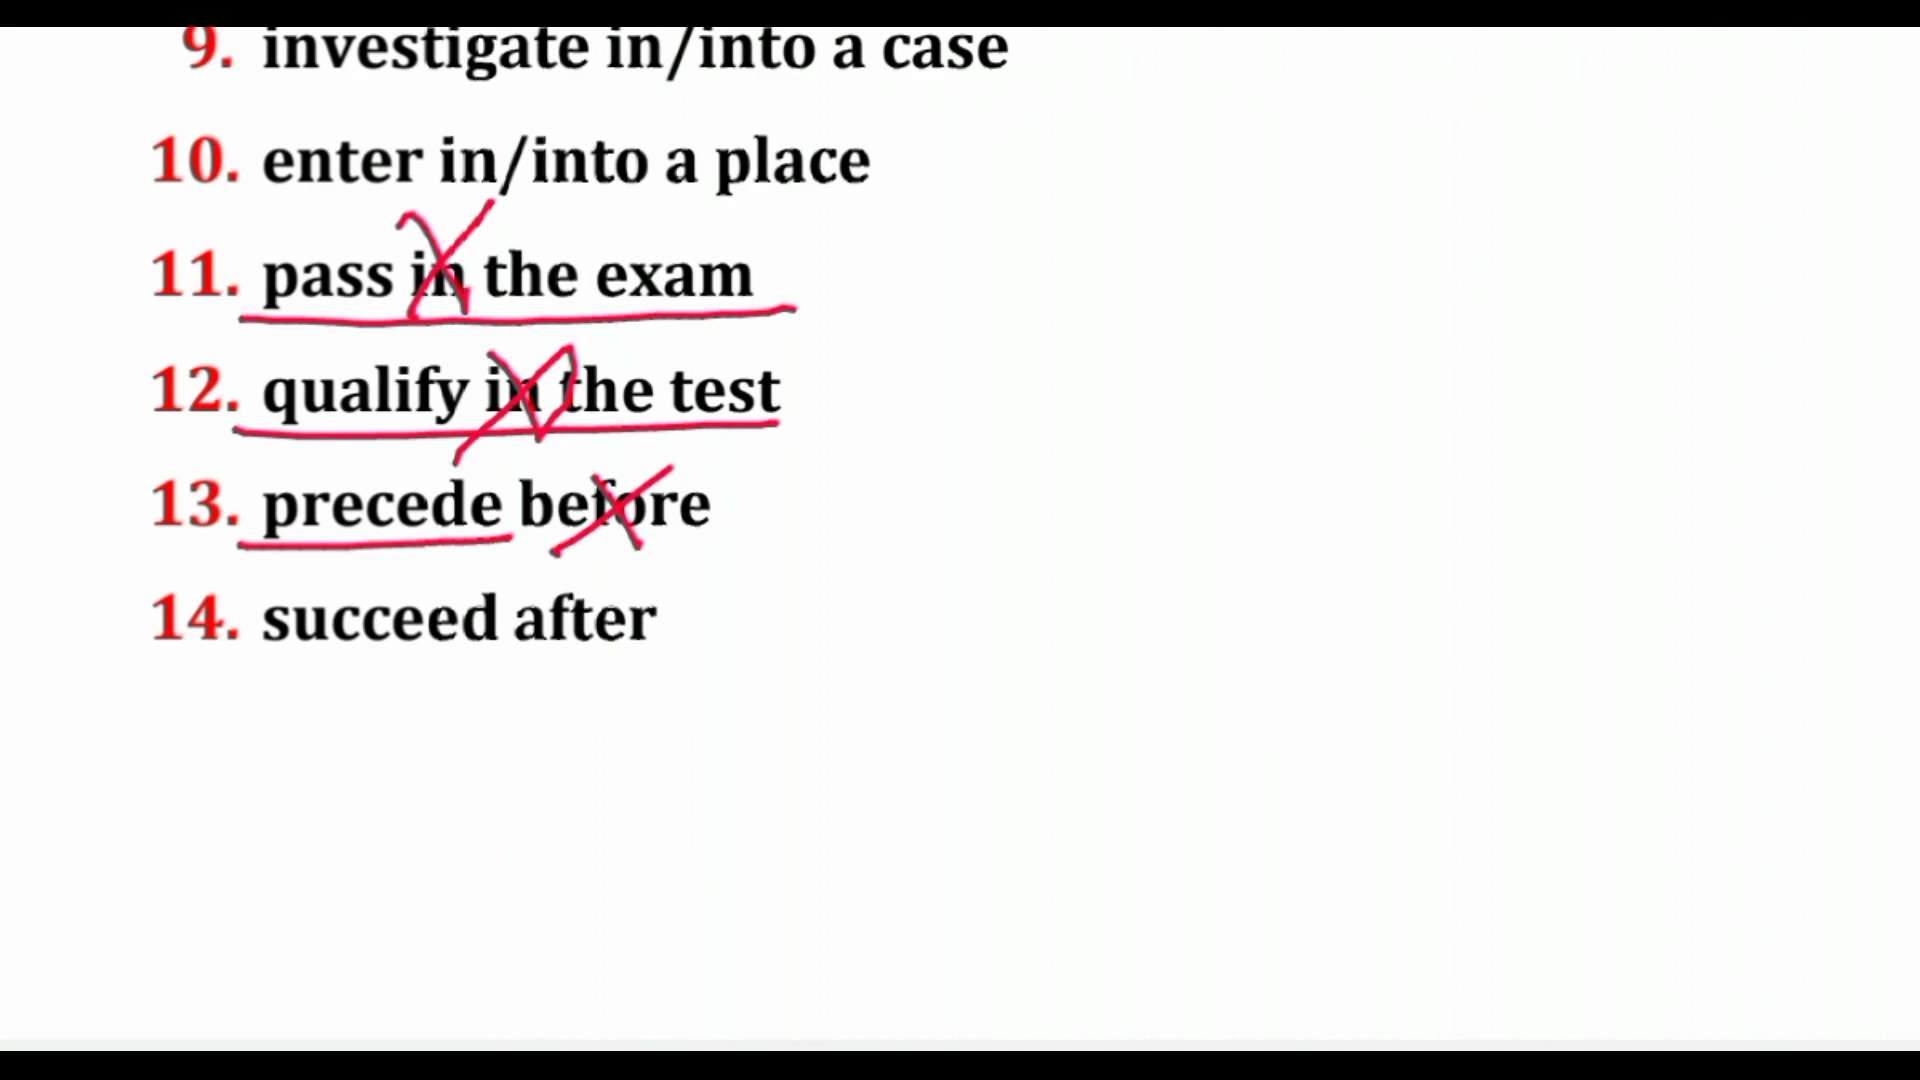 9. investigate in/into a case
10. enter in/into a place
11. pass in the exam
12. qualify in the test
13. precede before
14. succeed after